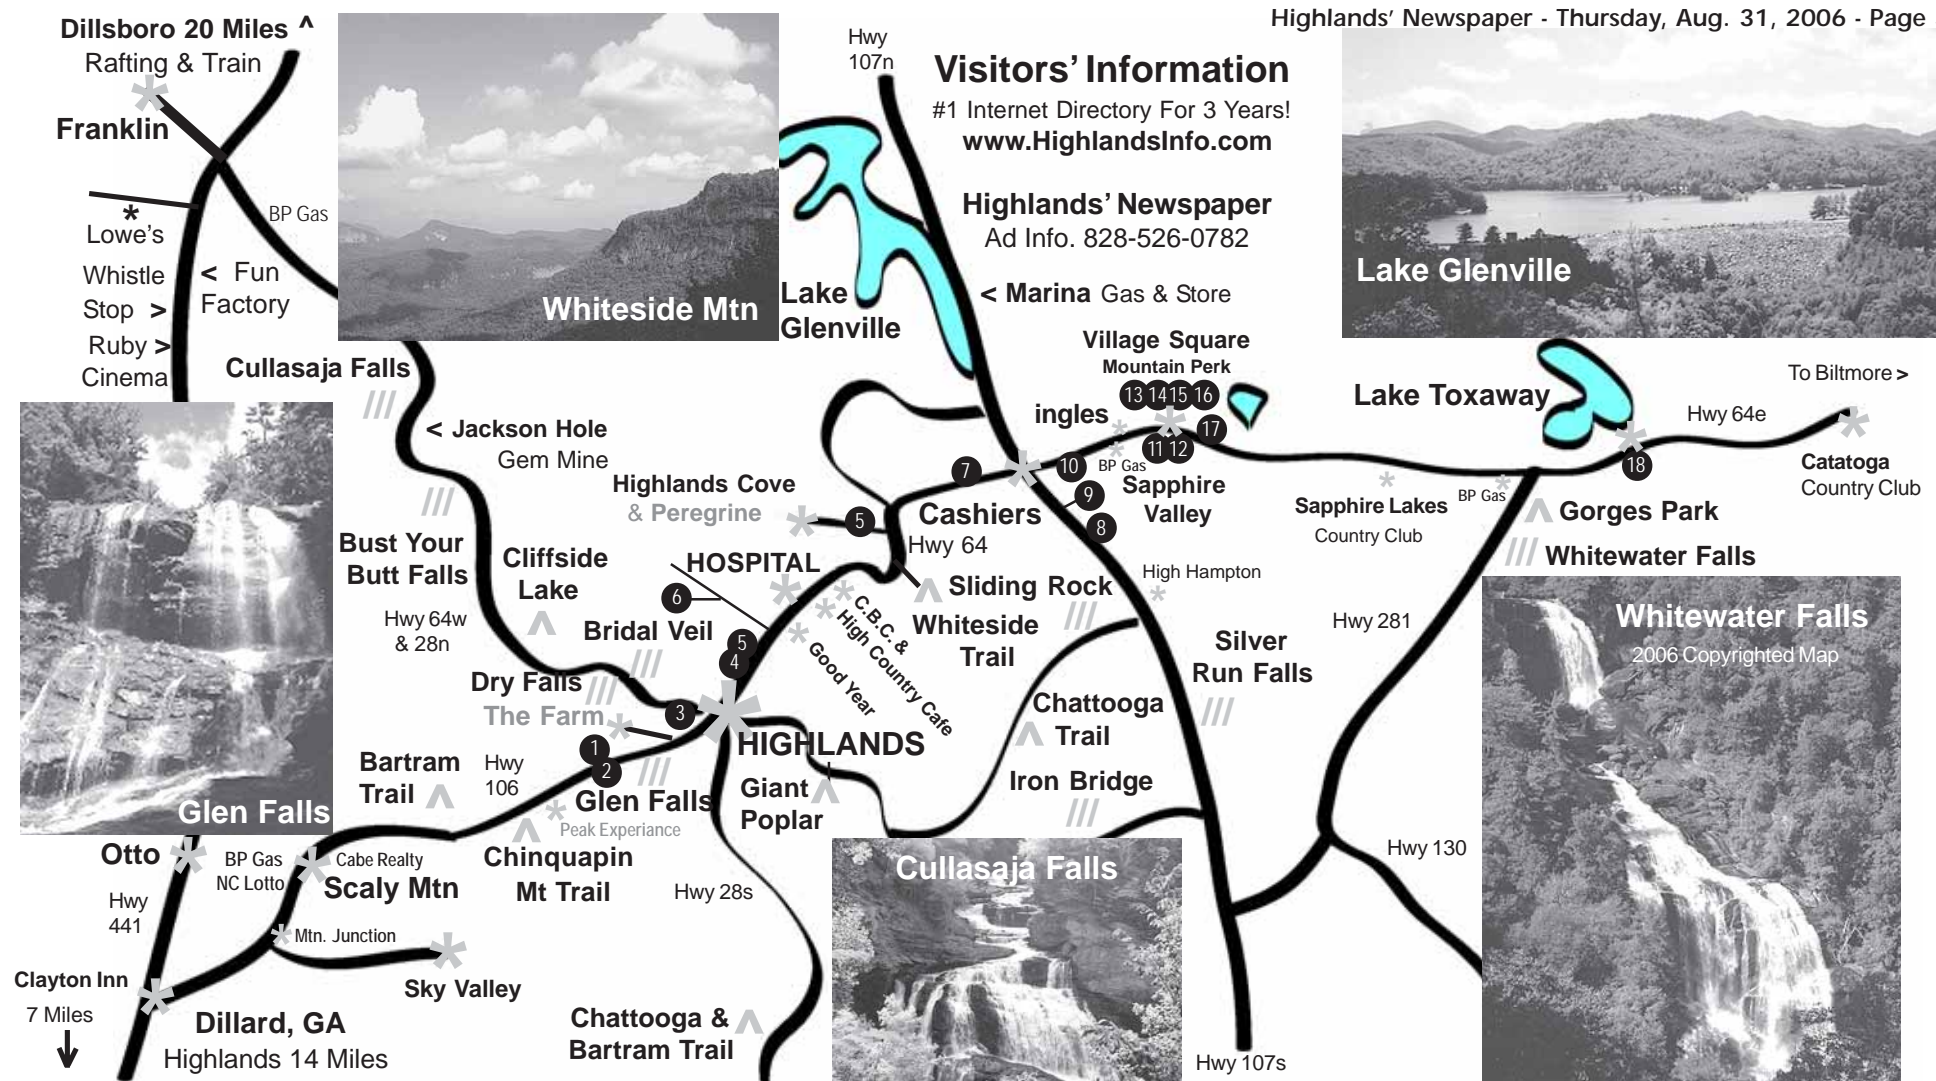 Highlands' Newspaper - Thursday, Aug. 31, 2006 - Page
Dillsboro 20 Miles ^
Rafting & Train
Franklin
BP Gas
*
Lowe's
Whistle
Stop >
Ruby >
Cinema
< Fun
Factory
Whiteside Mtn
Hwy
107n
Visitors' Information
#1 Internet Directory For 3 Years!
www.HighlandsInfo.com
Highlands' Newspaper
Ad Info. 828-526-0782
< Marina Gas & Store
Lake
Glenville
Lake Glenville
Village Square
Mountain Perk
13 14 15 16
ingles
17
11 12
BP Gas
10
9
8
7
Sapphire
Valley
Lake Toxaway
To Biltmore >
Hwy 64e
18
Catatoga
Country Club
Sapphire Lakes
Country Club
BP Gas
Gorges Park
Whitewater Falls
Whitewater Falls
2006 Copyrighted Map
Cullasaja Falls
< Jackson Hole
Gem Mine
Highlands Cove
& Peregrine
5
Cashiers
Hwy 64
Bust Your
Butt Falls
Cliffside
Lake
HOSPITAL
6
Sliding Rock
High Hampton
Hwy 64w
& 28n
Bridal Veil
5
4
C.B.C. &
High Country Cafe
Good Year
Whiteside
Trail
Silver
Run Falls
Hwy 281
Dry Falls
The Farm
3
1
2
HIGHLANDS
Chattooga
Trail
Iron Bridge
Bartram
Trail
Hwy
106
Glen Falls
Peak Experiance
Giant
Poplar
Glen Falls
Otto
BP Gas
NC Lotto
Cabe Realty
Scaly Mtn
Chinquapin
Mt Trail
Hwy 28s
Cullasaja Falls
Hwy 130
Hwy
441
Mtn. Junction
Clayton Inn
7 Miles
Sky Valley
Dillard, GA
Highlands 14 Miles
Chattooga &
Bartram Trail
Hwy 107s